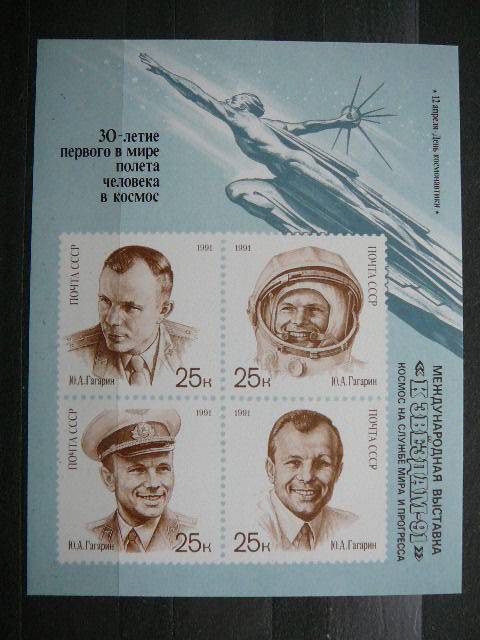 30-летие
первого в мире
полета
человека
в космос
* 12 апреля-День космонавтики *
1991
ПОЧТА СССР
Ю.А.Гагарин
25к
1991
ПОЧТА СССР
Ю.А.Гагарин
25к
1991
ПОЧТА СССР
Ю.А.Гагарин
25к
1991
ПОЧТА СССР
Ю.А.Гагарин
25к
МЕЖДУНАРОДНАЯ ВЫСТАВКА
«К ЗВЕЗДАМ-91»
КОСМОС НА СЛУЖБЕ МИРА И ПРОГРЕССА